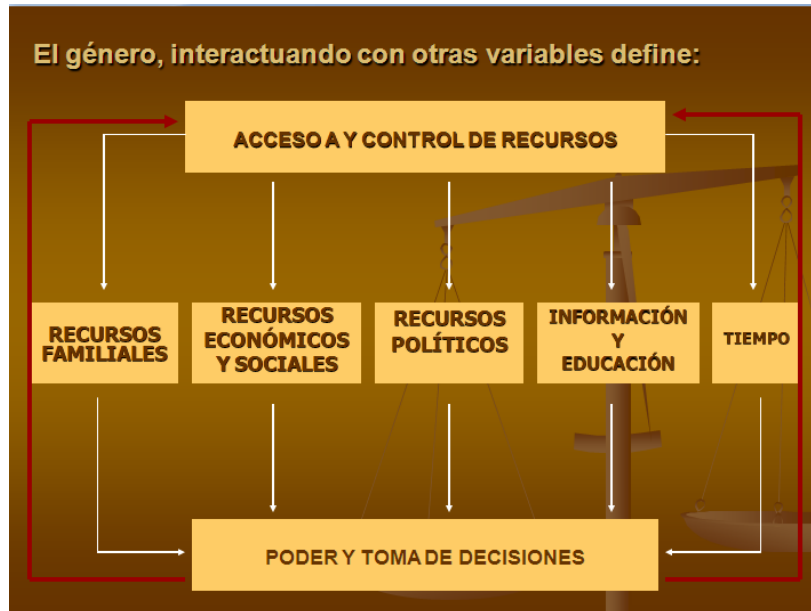 El género, interactuando con otras variables define:
ACCESO A Y CONTROL DE RECURSOS
RECURSOS
FAMILIALES
RECURSOS
ECONÓMICOS
Y SOCIALES
RECURSOS
POLÍTICOS
INFORMACIÓN
Y
EDUCACIÓN
TIEMPO
PODER Y TOMA DE DECISIONES